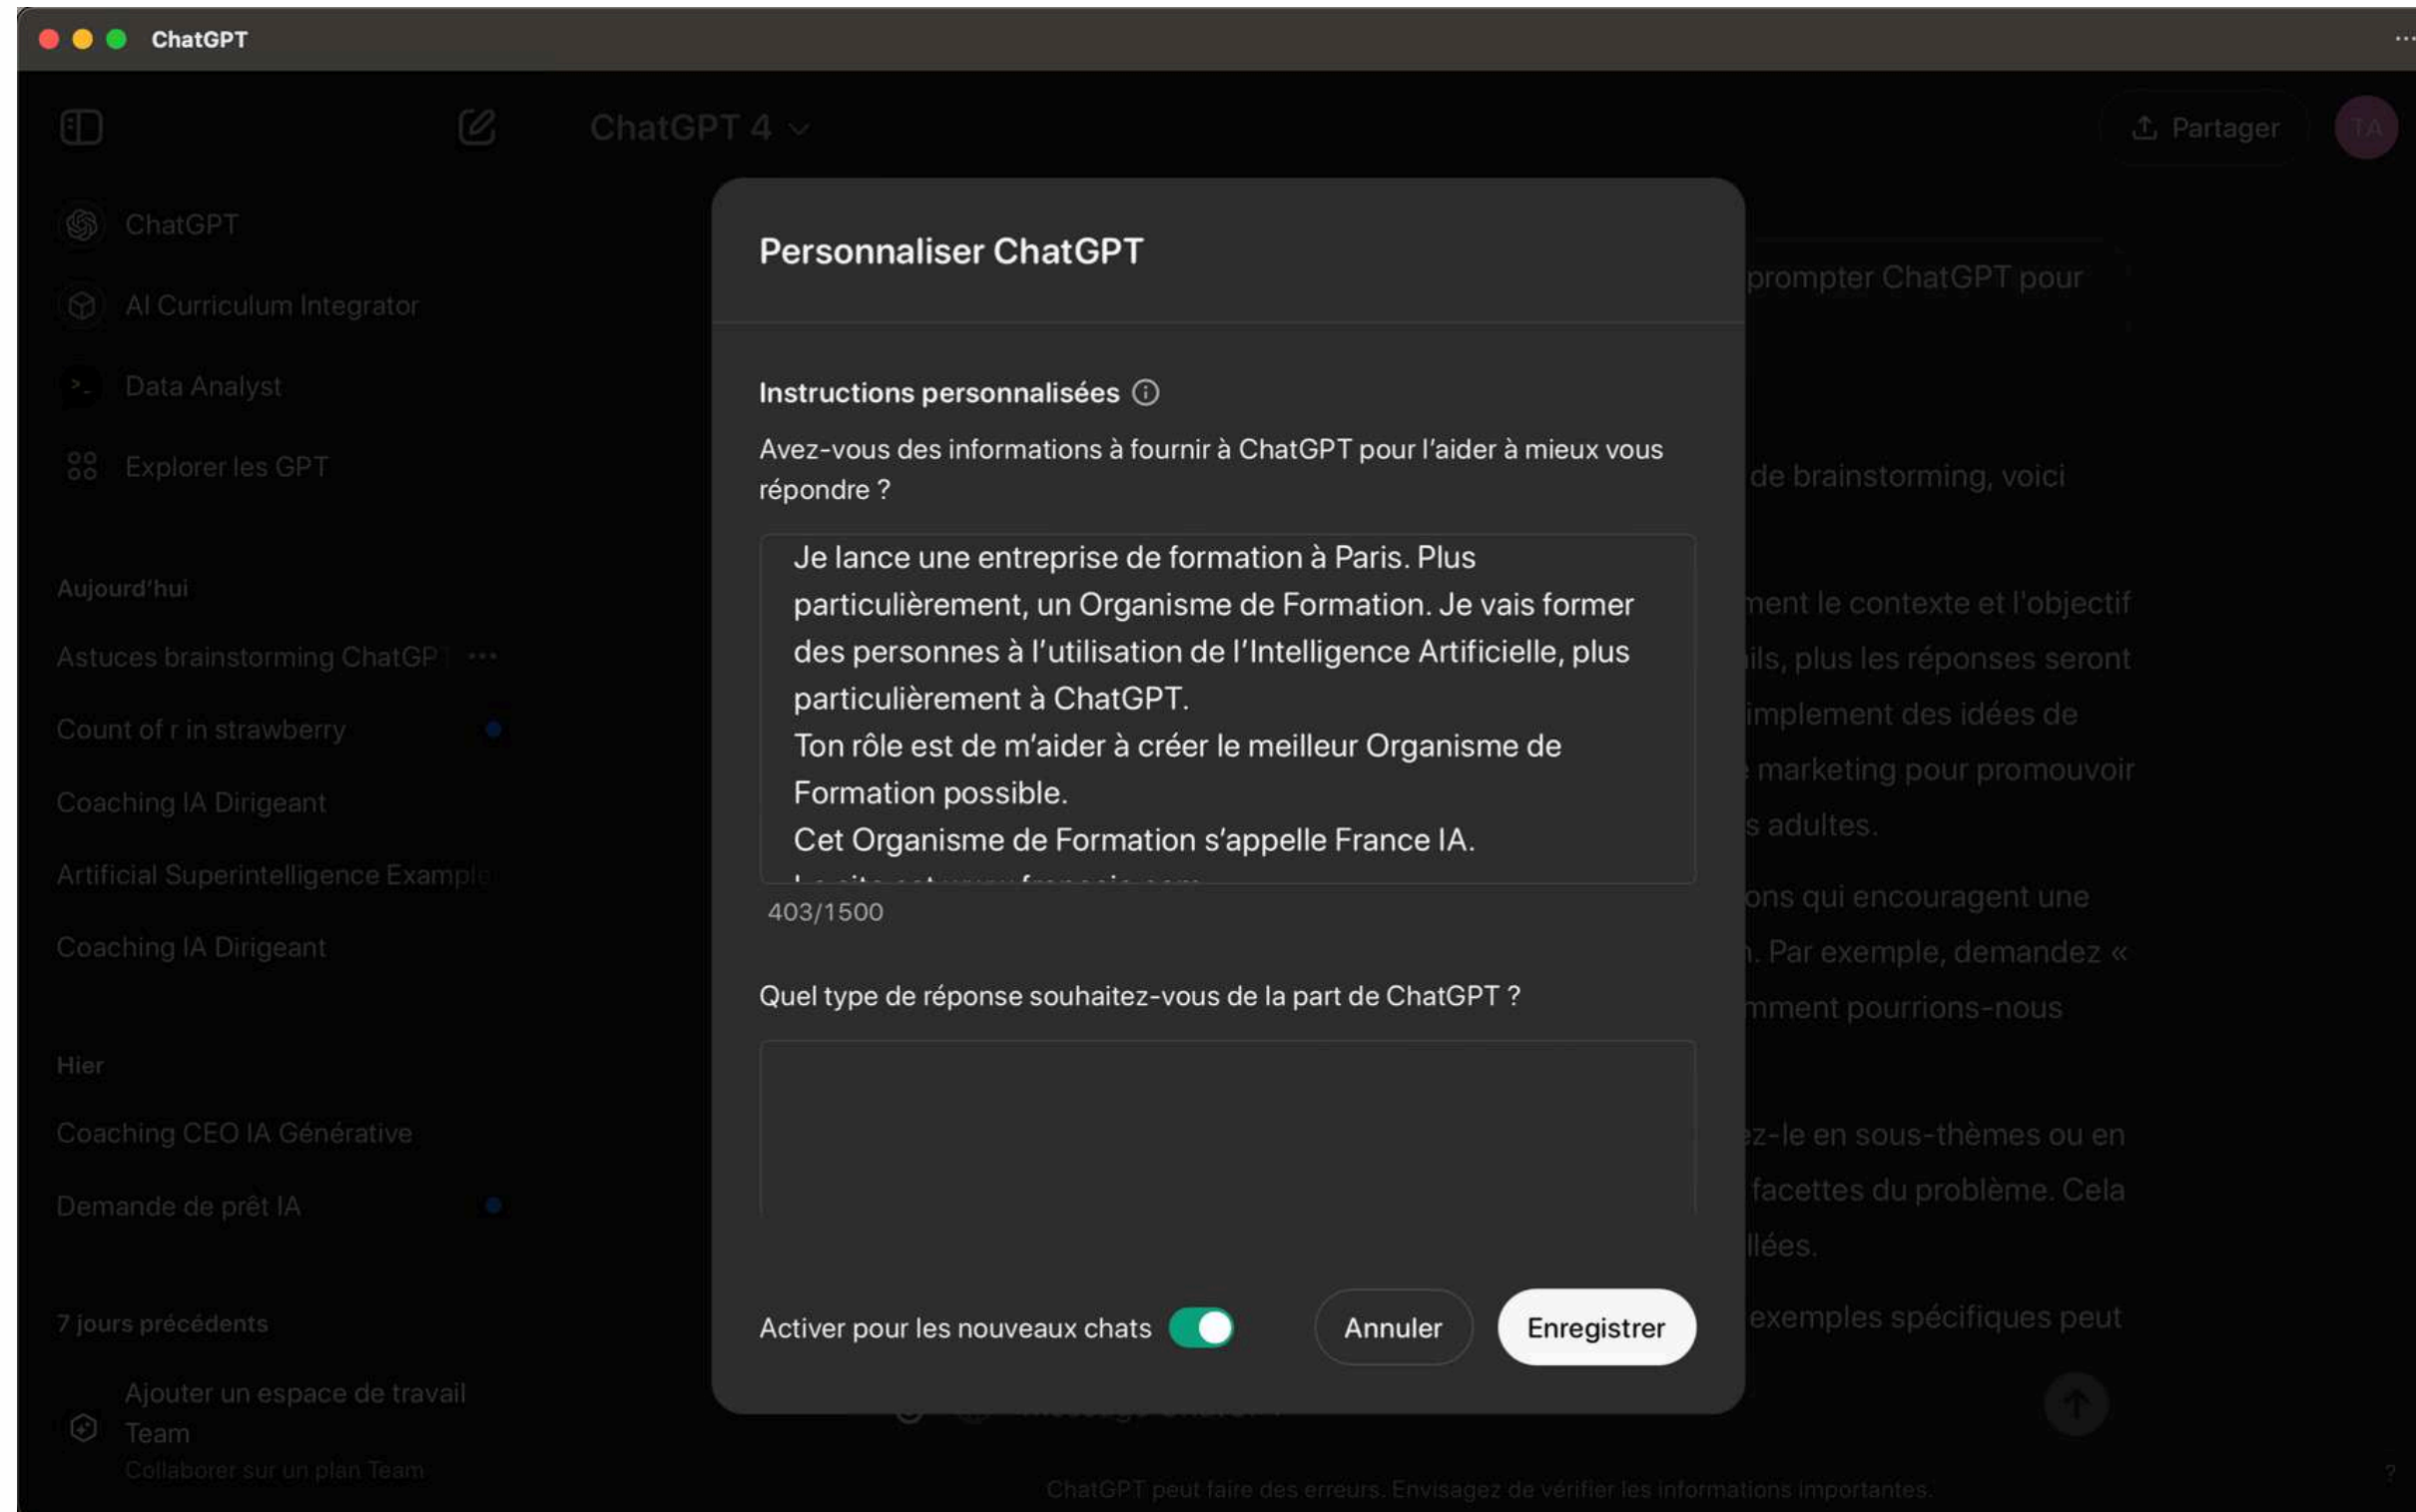 ChatGPT
ChatGPT 4
Partager
TA
ChatGPT
AI Curriculum Integrator
Data Analyst
Explorer les GPT
Aujourd'hui
Astuces brainstorming ChatGPT
Count of r in strawberry
Coaching IA Dirigeant
Artificial Superintelligence Example
Coaching IA Dirigeant
Hier
Coaching CEO IA Générative
Demande de prêt IA
7 jours précédents
Ajouter un espace de travail
Team
Collaborer sur un plan Team
Personnaliser ChatGPT
Instructions personnalisées
Avez-vous des informations à fournir à ChatGPT pour l'aider à mieux vous
répondre ?
Je lance une entreprise de formation à Paris. Plus
particulièrement, un Organisme de Formation. Je vais former
des personnes à l'utilisation de l'Intelligence Artificielle, plus
particulièrement à ChatGPT.
Ton rôle est de m'aider à créer le meilleur Organisme de
Formation possible.
Cet Organisme de Formation s'appelle France IA.
403/1500
Quel type de réponse souhaitez-vous de la part de ChatGPT ?
Activer pour les nouveaux chats
Annuler
Enregistrer
prompter ChatGPT pour
de brainstorming, voici
ment le contexte et l'objectif
ils, plus les réponses seront
implement des idées de
marketing pour promouvoir
s adultes.
ons qui encouragent une
. Par exemple, demandez «
mment pourrions-nous
ez-le en sous-thèmes ou en
facettes du problème. Cela
llées.
exemples spécifiques peut
ChatGPT peut faire des erreurs. Envisagez de vérifier les informations importantes.
?